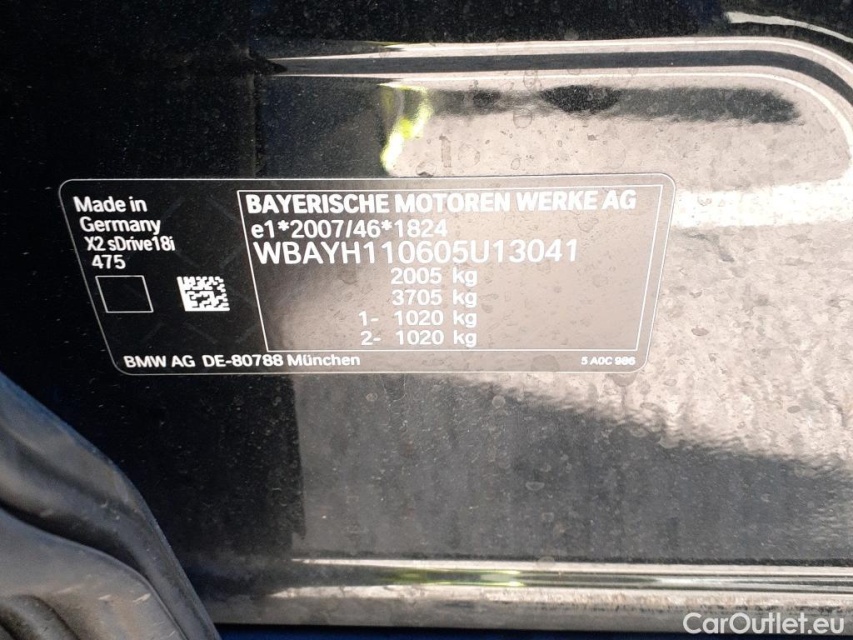 Made in
Germany
X2 sDrive18i
475
BAYERISCHE MOTOREN WERKE AG
e1*2007/46*1824
WBAYH110605U13041
2005 kg
3705 kg
1- 1020 kg
2- 1020 kg
BMW AG DE-80788 München
5 A0C 986
CarOutlet.eu